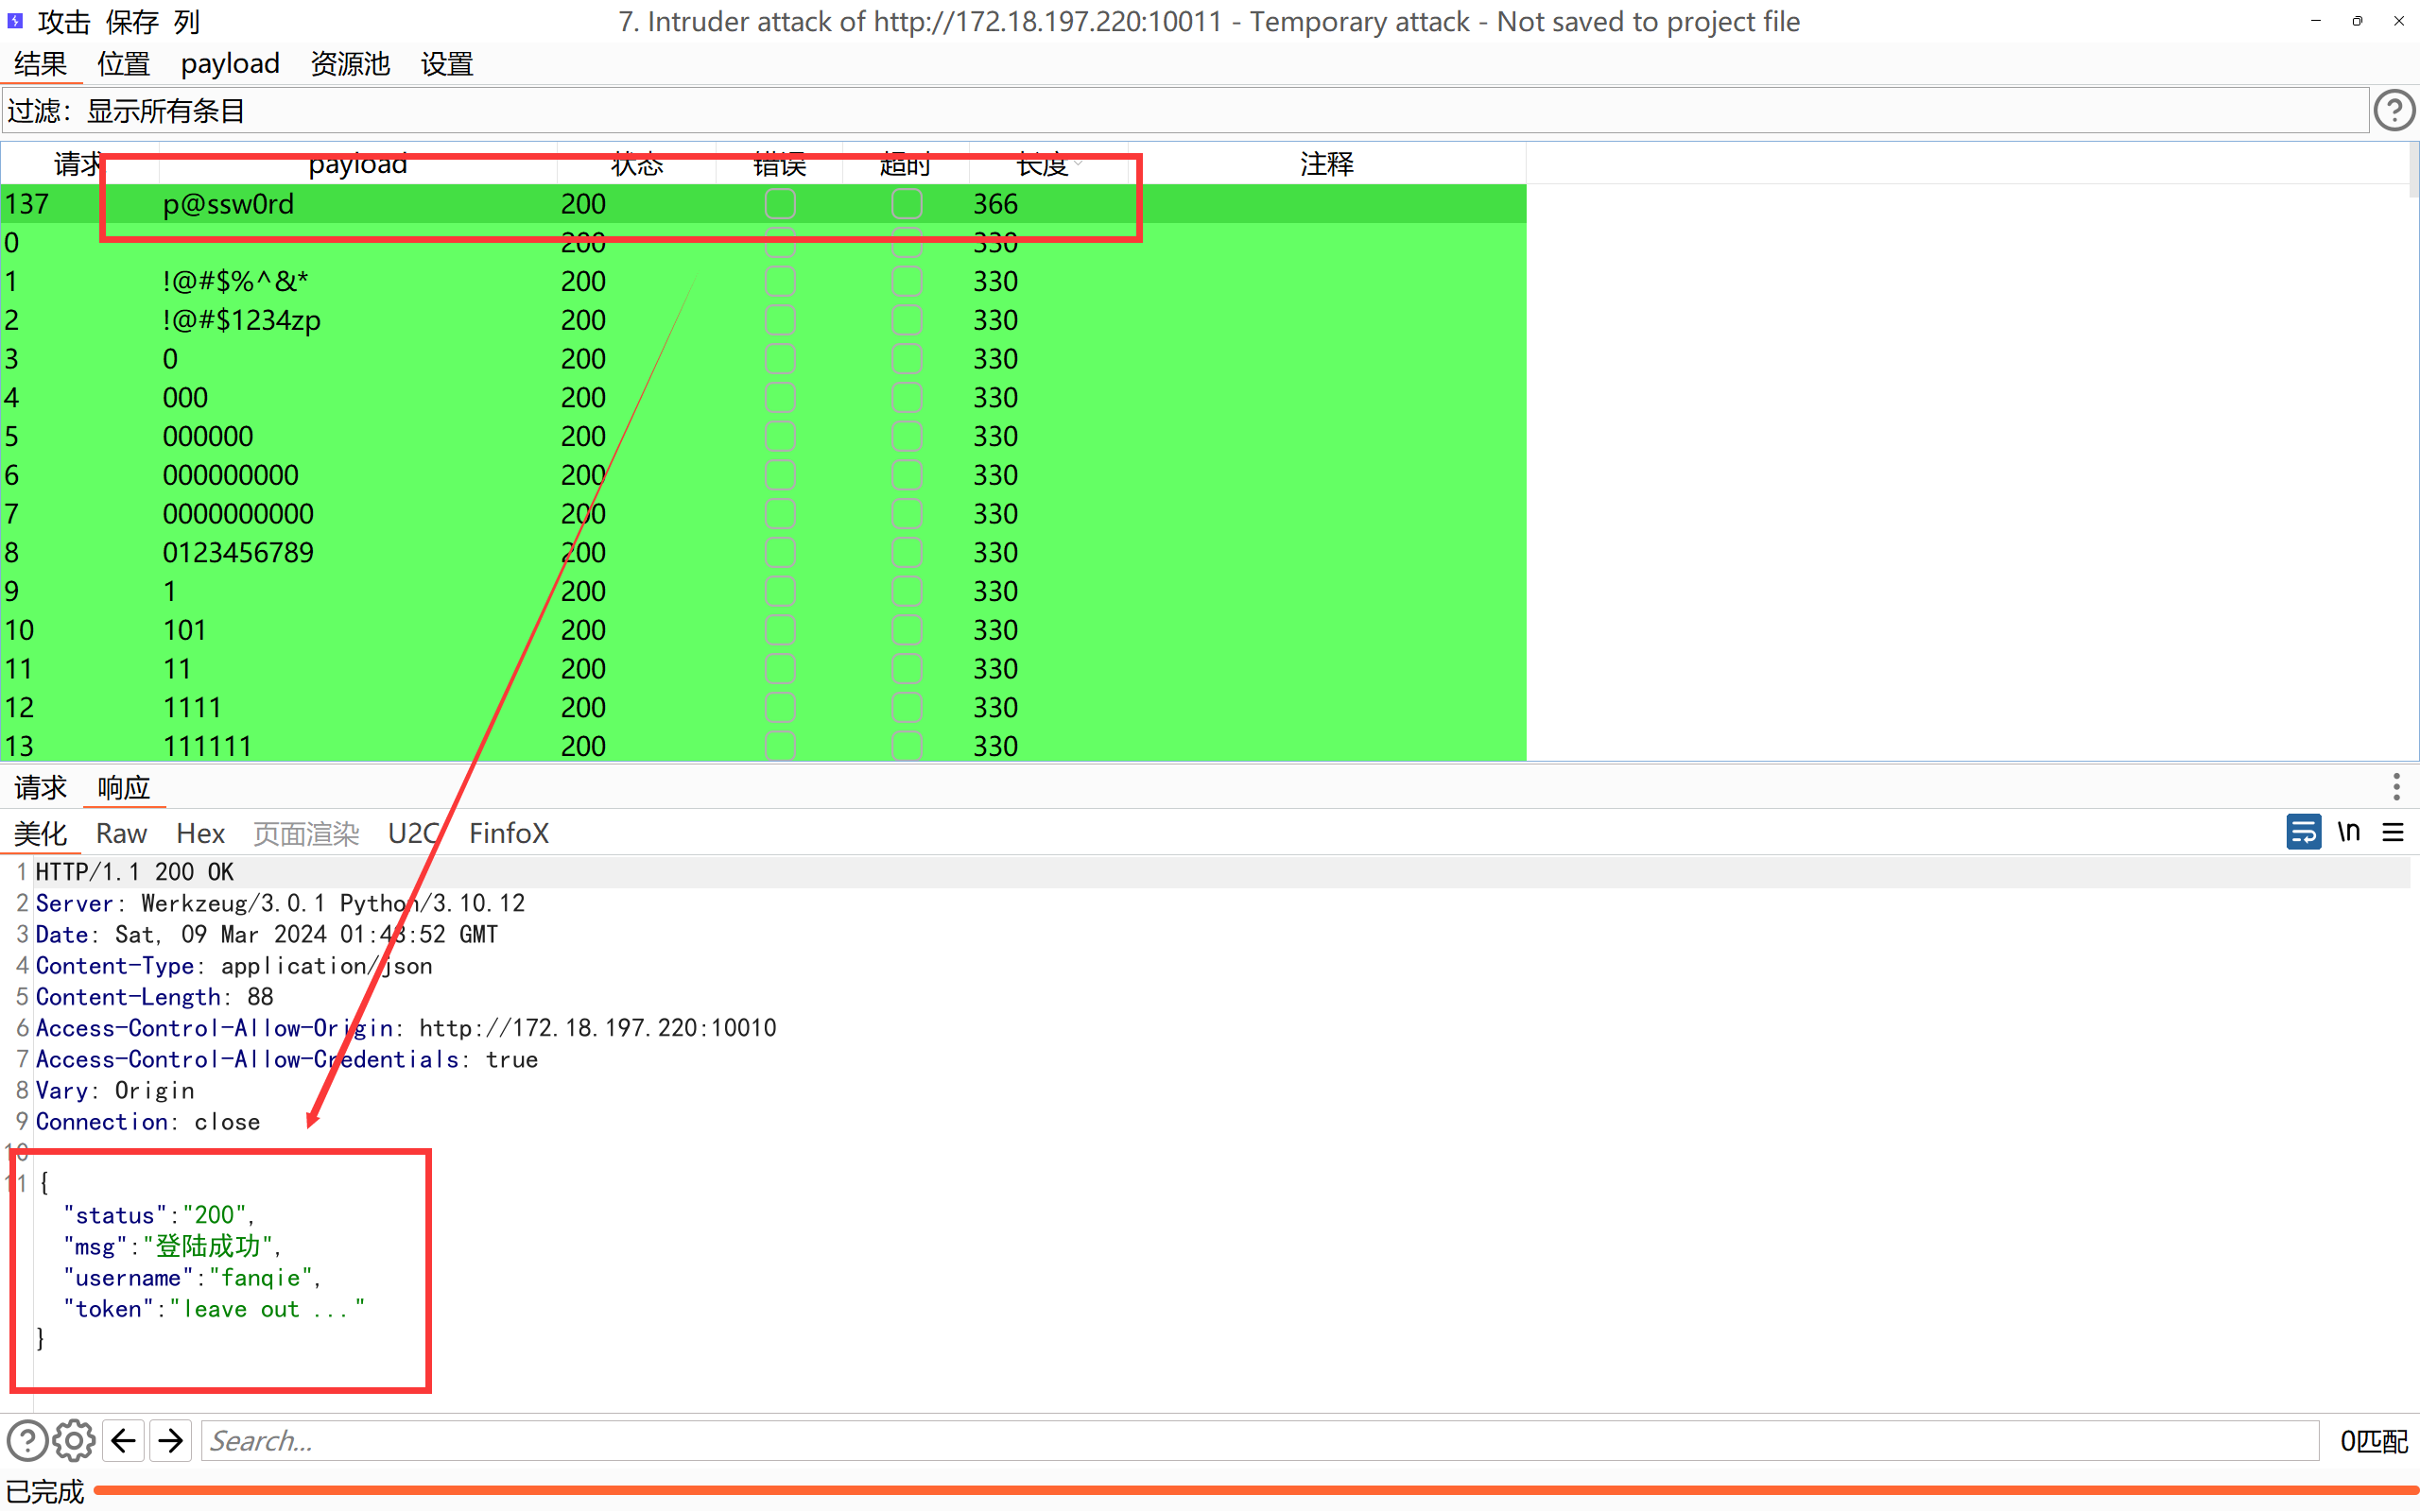 攻击 保存 列 7. Intruder attack of http://172.18.197.220:10011 - Temporary attack - Not saved to project file
结果 位置 payload 资源池 设置
过滤：显示所有条目
请求 payload 状态 错误 超时 长度 注释
137 p@ssw0rd 200 366
0 200 330
1 !@#$%^&* 200 330
2 !@#$1234zp 200 330
3 0 200 330
4 000 200 330
5 000000 200 330
6 000000000 200 330
7 0000000000 200 330
8 0123456789 200 330
9 1 200 330
10 101 200 330
11 11 200 330
12 1111 200 330
13 111111 200 330
请求 响应
美化 Raw Hex 页面渲染 U2C FinfoX \n
1 HTTP/1.1 200 OK
2 Server: Werkzeug/3.0.1 Python/3.10.12
3 Date: Sat, 09 Mar 2024 01:43:52 GMT
4 Content-Type: application/json
5 Content-Length: 88
6 Access-Control-Allow-Origin: http://172.18.197.220:10010
7 Access-Control-Allow-Credentials: true
8 Vary: Origin
9 Connection: close
10
11 {
"status":"200",
"msg":"登陆成功",
"username":"fanqie",
"token":"leave out ..."
}
Search... 0匹配
已完成